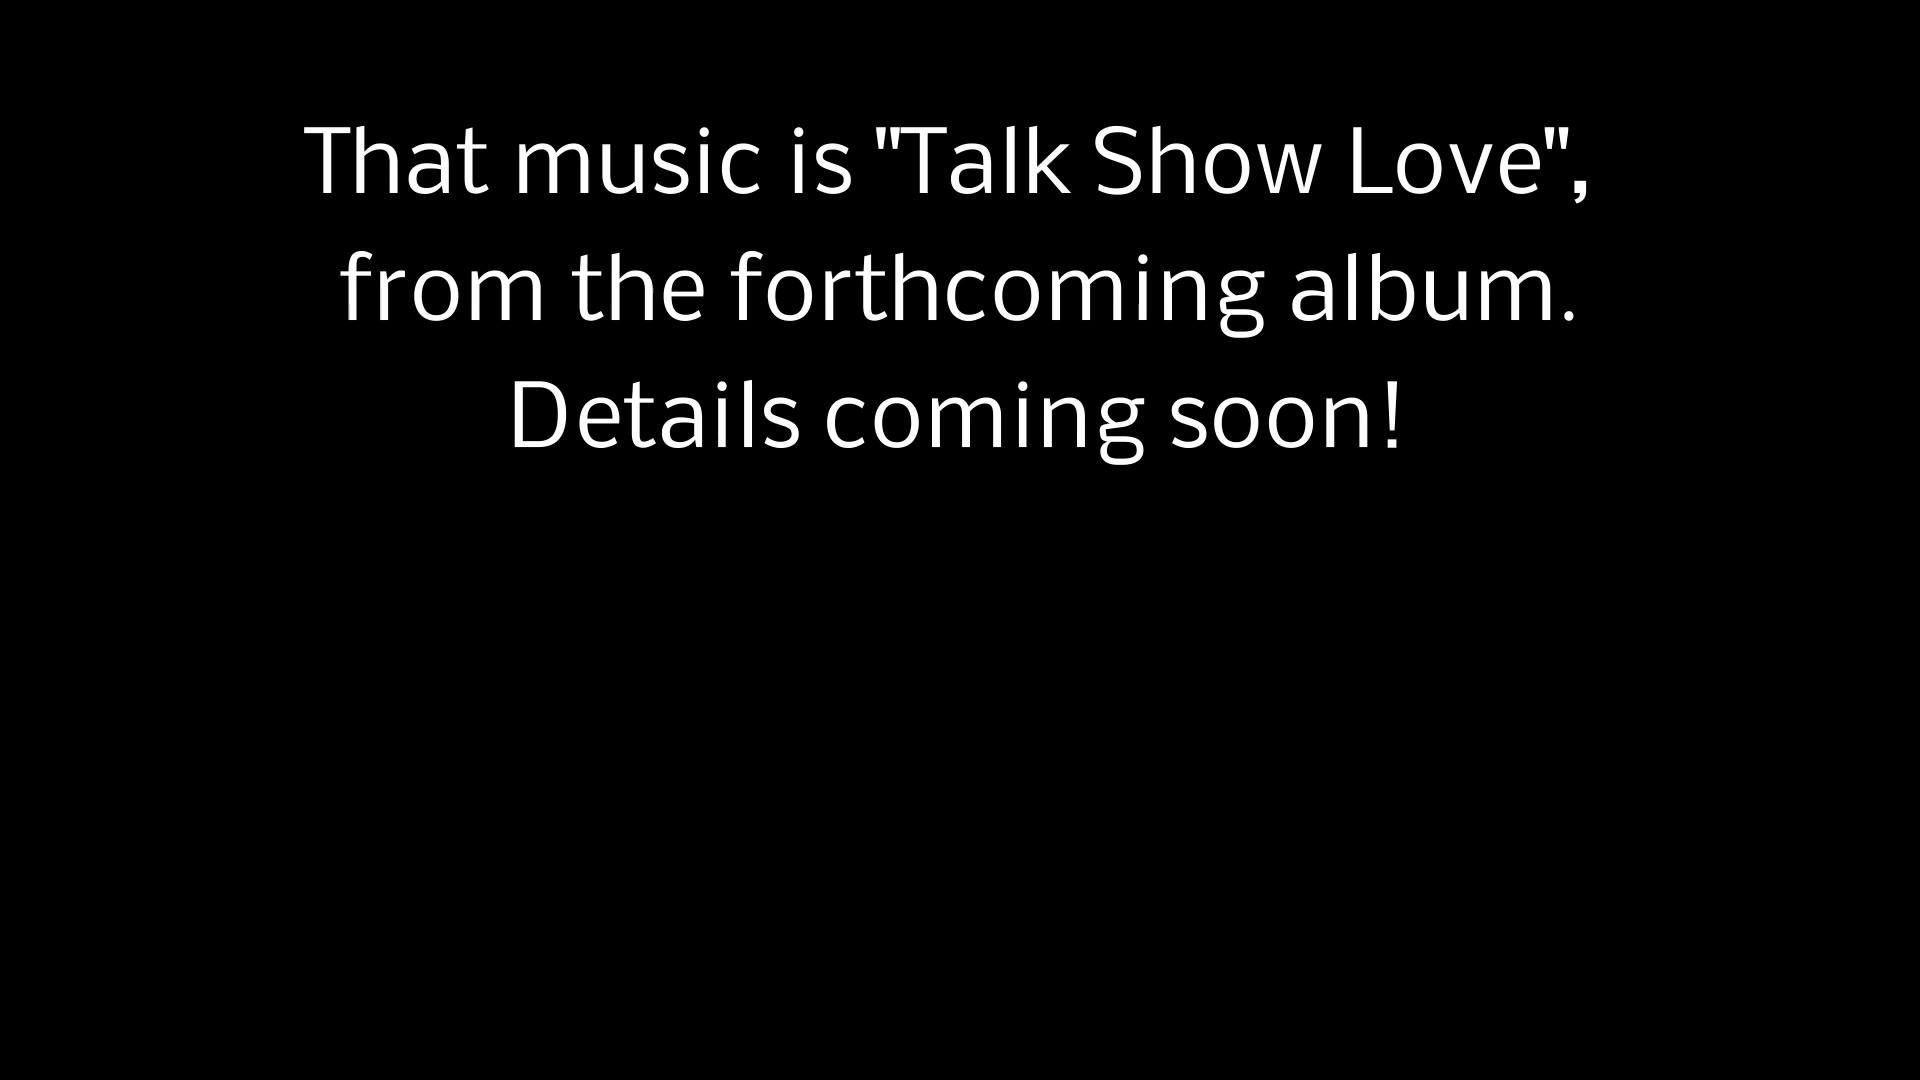 That music is "Talk Show Love",
from the forthcoming album.
Details coming soon!